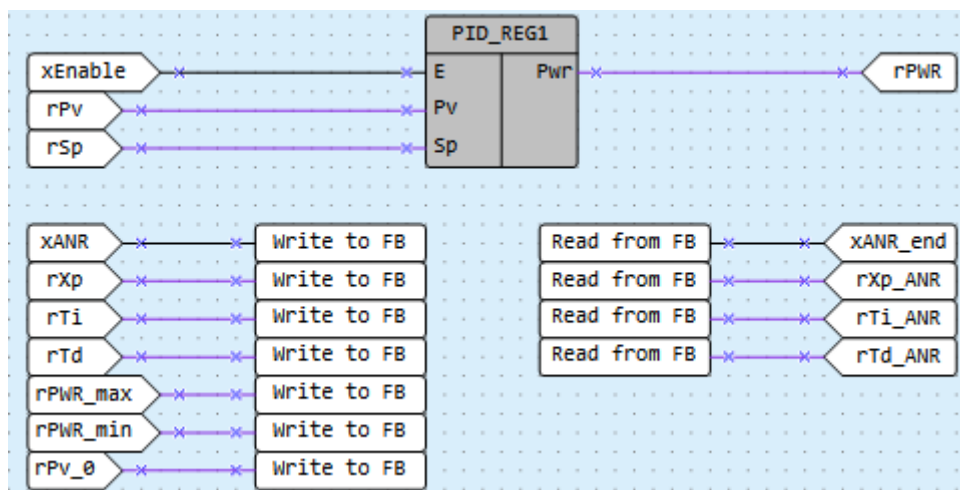 PID_REG1
xEnable E Pwr rPWR
rPv Pv
rSp Sp
xANR Write to FB Read from FB xANR_end
rXp Write to FB Read from FB rXp_ANR
rTi Write to FB Read from FB rTi_ANR
rTd Write to FB Read from FB rTd_ANR
rPWR_max Write to FB
rPWR_min Write to FB
rPv_0 Write to FB